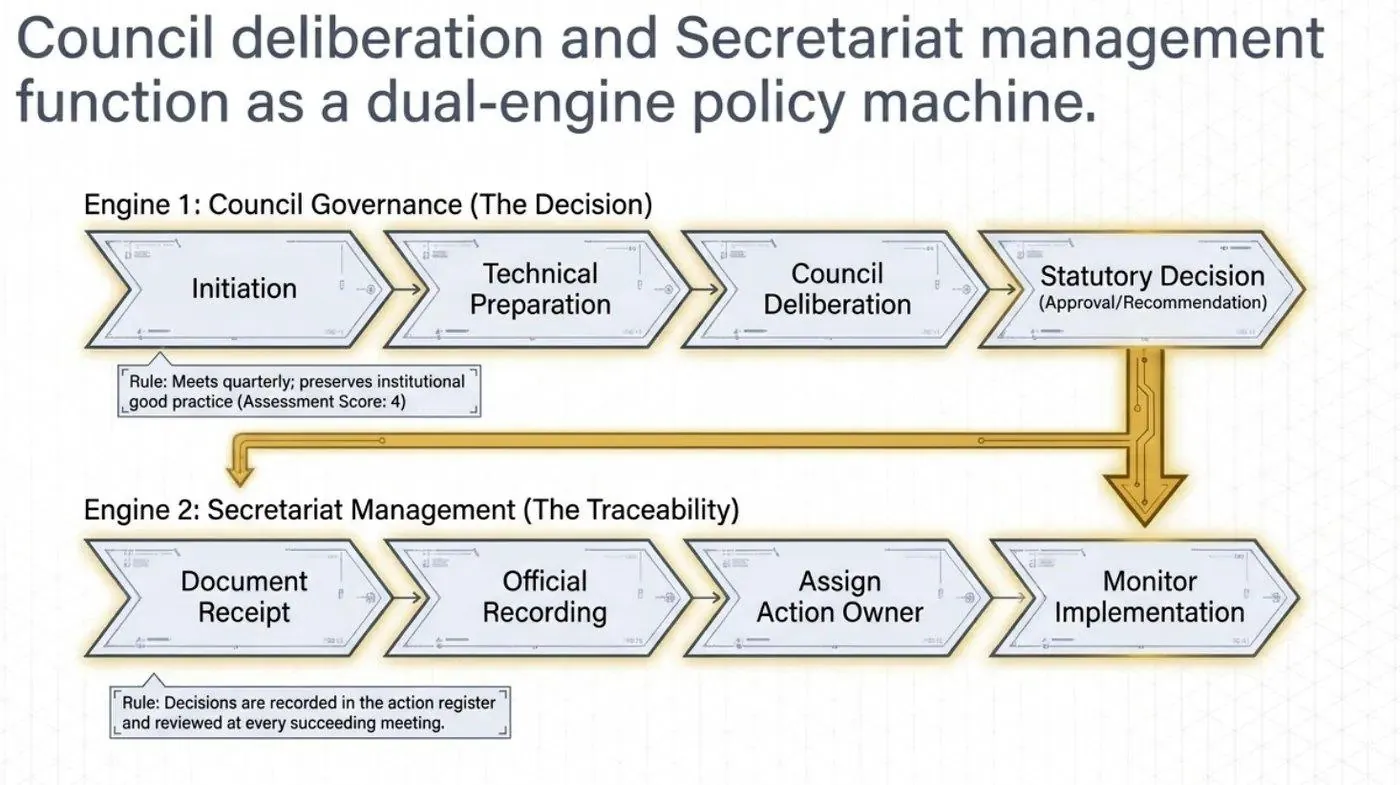 Council deliberation and Secretariat management
function as a dual-engine policy machine.
Engine 1: Council Governance (The Decision)
Initiation
Technical
Preparation
Council
Deliberation
Statutory Decision
(Approval/Recommendation)
Rule: Meets quarterly; preserves institutional
good practice (Assessment Score: 4)
Engine 2: Secretariat Management (The Traceability)
Document
Receipt
Official
Recording
Assign
Action Owner
Monitor
Implementation
Rule: Decisions are recorded in the action register
and reviewed at every succeeding meeting.